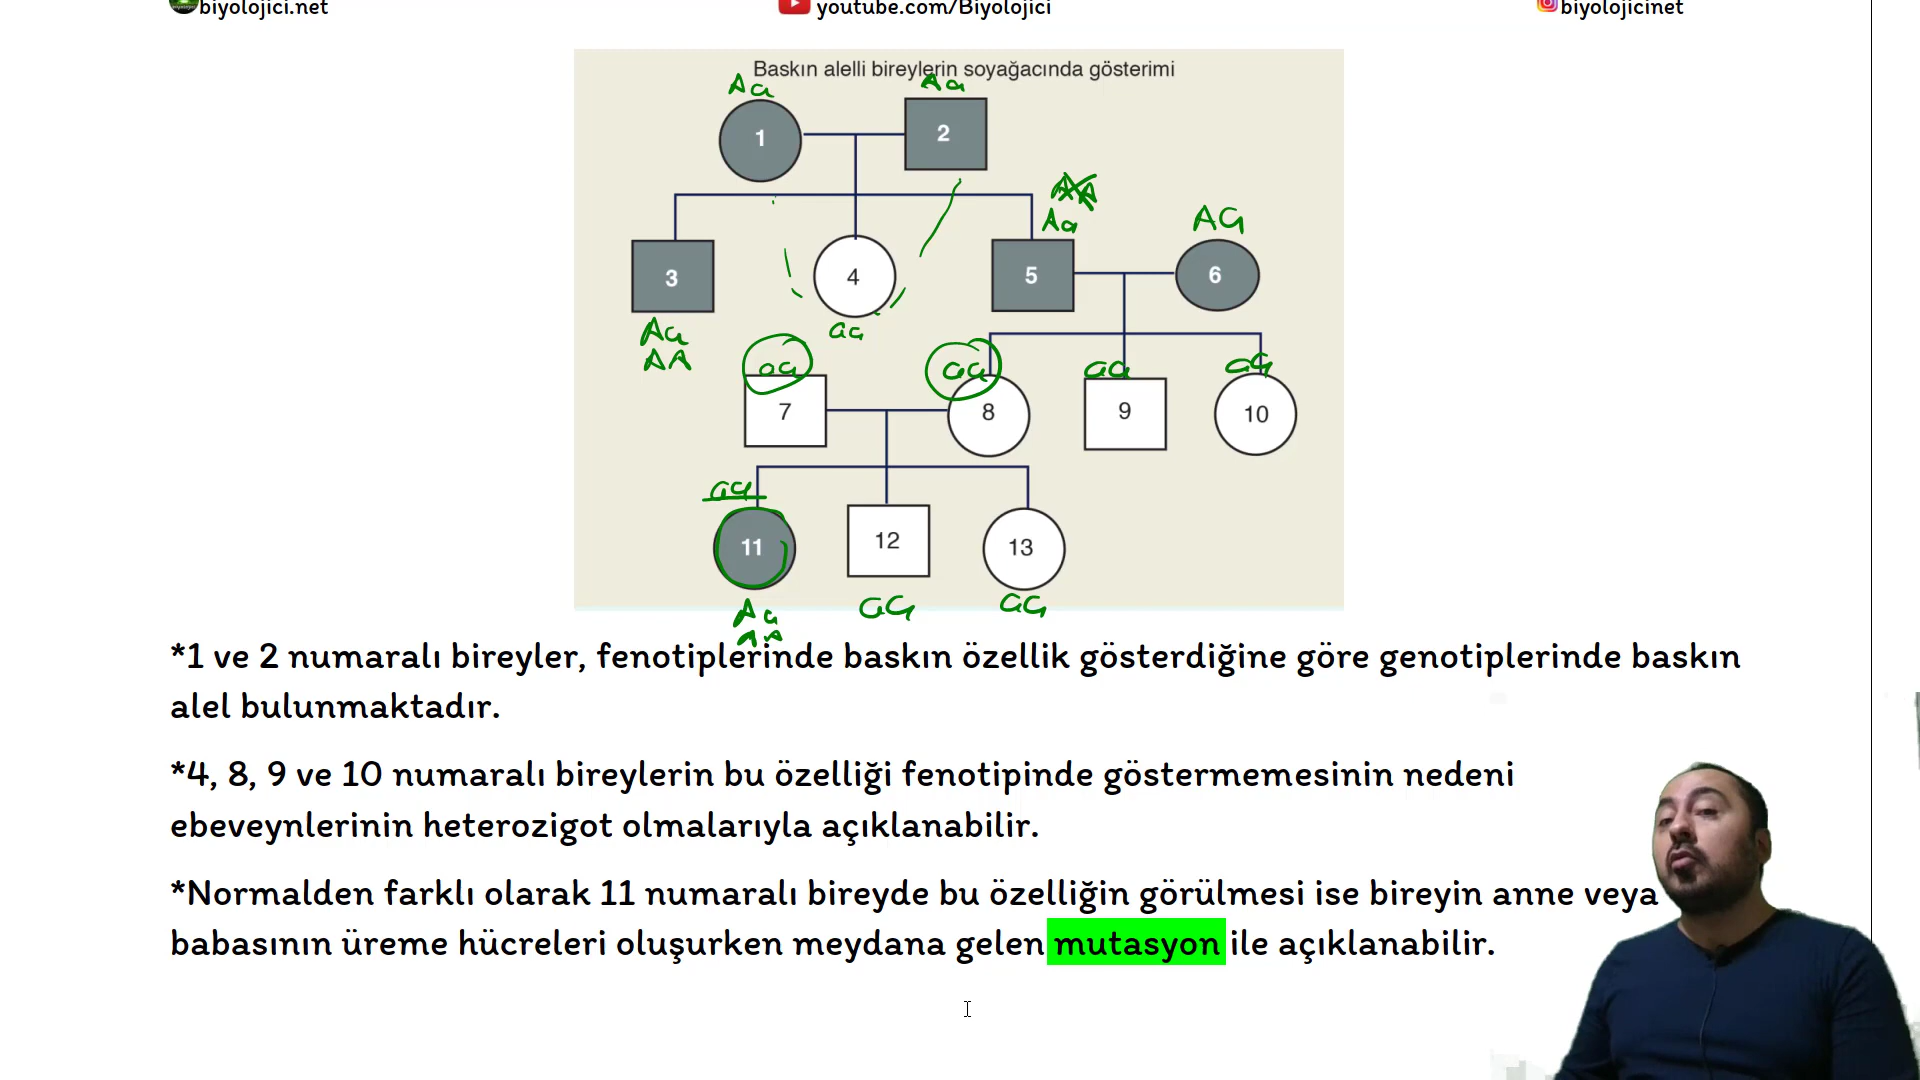 biyolojici.net
youtube.com/Biyolojici
biyolojicinet
Baskın alelli bireylerin soyağacında gösterimi
Aa
Aa
1
2
AA
Aa
AG
3
4
5
6
Aa
AA
aa
aa
aa
aa
aa
7
8
9
10
aa
11
12
13
Aa
AA
aa
aa
*1 ve 2 numaralı bireyler, fenotiplerinde baskın özellik gösterdiğine göre genotiplerinde baskın
alel bulunmaktadır.
*4, 8, 9 ve 10 numaralı bireylerin bu özelliği fenotipinde göstermemesinin nedeni
ebeveynlerinin heterozigot olmalarıyla açıklanabilir.
*Normalden farklı olarak 11 numaralı bireyde bu özelliğin görülmesi ise bireyin anne veya
babasının üreme hücreleri oluşurken meydana gelen mutasyon ile açıklanabilir.